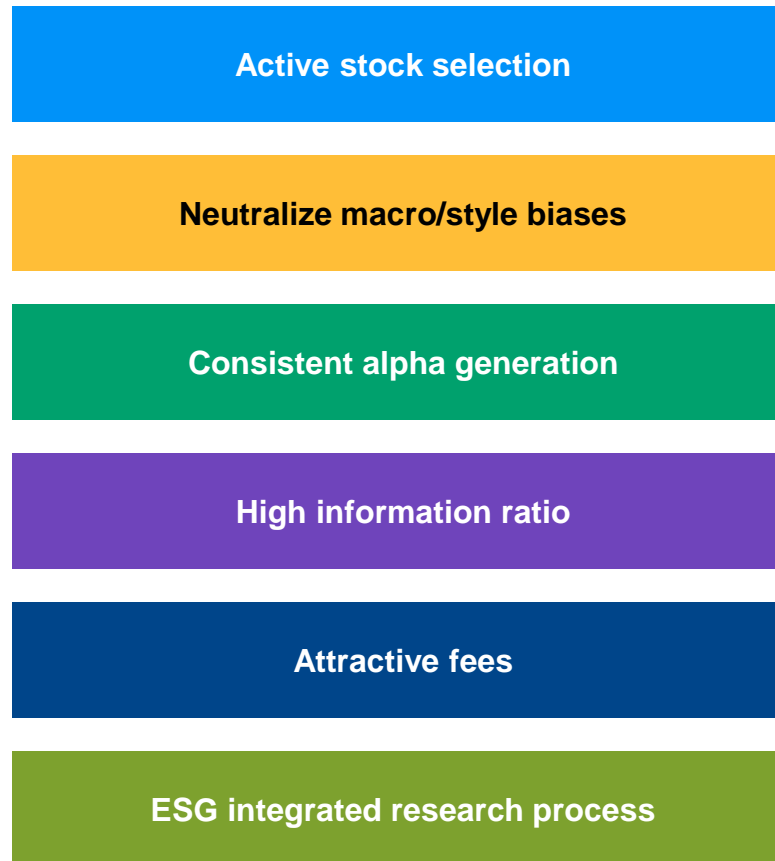 Active stock selection
Neutralize macro/style biases
Consistent alpha generation
High information ratio
Attractive fees
ESG integrated research process